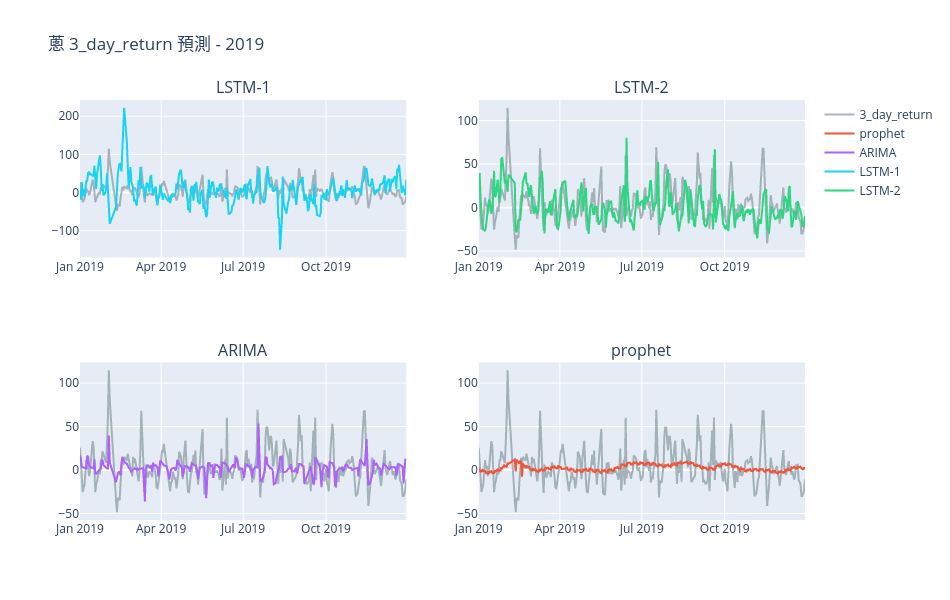 蔥 3_day_return 預測 - 2019
LSTM-1
200
100
0
−100
Jan 2019 Apr 2019 Jul 2019 Oct 2019
LSTM-2
100
50
0
−50
Jan 2019 Apr 2019 Jul 2019 Oct 2019
3_day_return
prophet
ARIMA
LSTM-1
LSTM-2
ARIMA
100
50
0
−50
Jan 2019 Apr 2019 Jul 2019 Oct 2019
prophet
100
50
0
−50
Jan 2019 Apr 2019 Jul 2019 Oct 2019